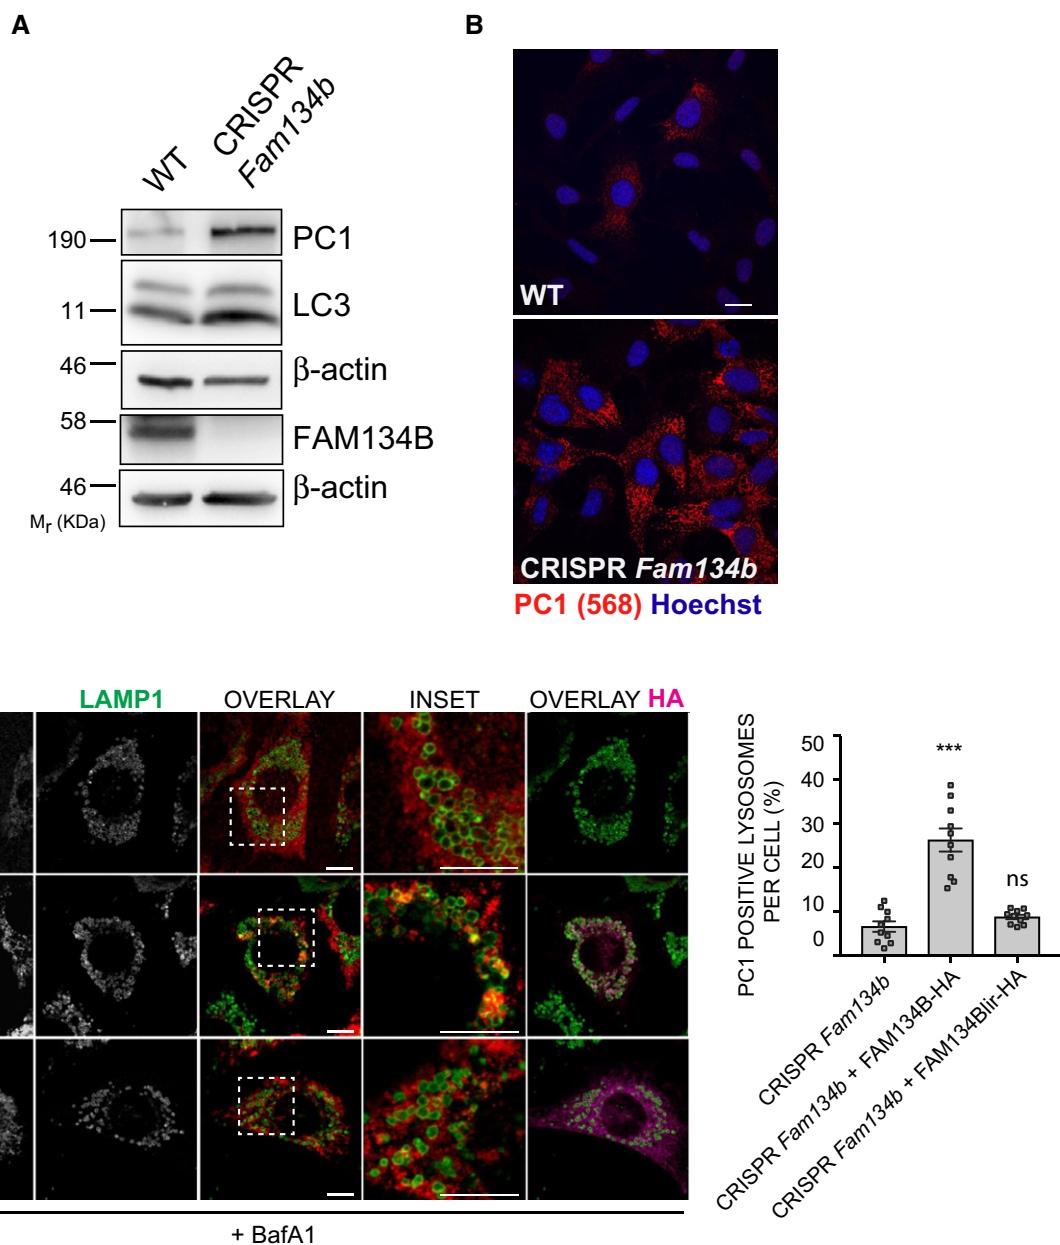 A
B
WT
CRISPR
Fam134b
190
PC1
11
LC3
46
β-actin
58
FAM134B
46
β-actin
Mr (KDa)
WT
CRISPR Fam134b
PC1 (568) Hoechst
LAMP1
OVERLAY
INSET
OVERLAY HA
+ BafA1
PC1 POSITIVE LYSOSOMES
PER CELL (%)
50
40
30
20
10
0
***
ns
CRISPR Fam134b
CRISPR Fam134b + FAM134B-HA
CRISPR Fam134b + FAM134Blir-HA